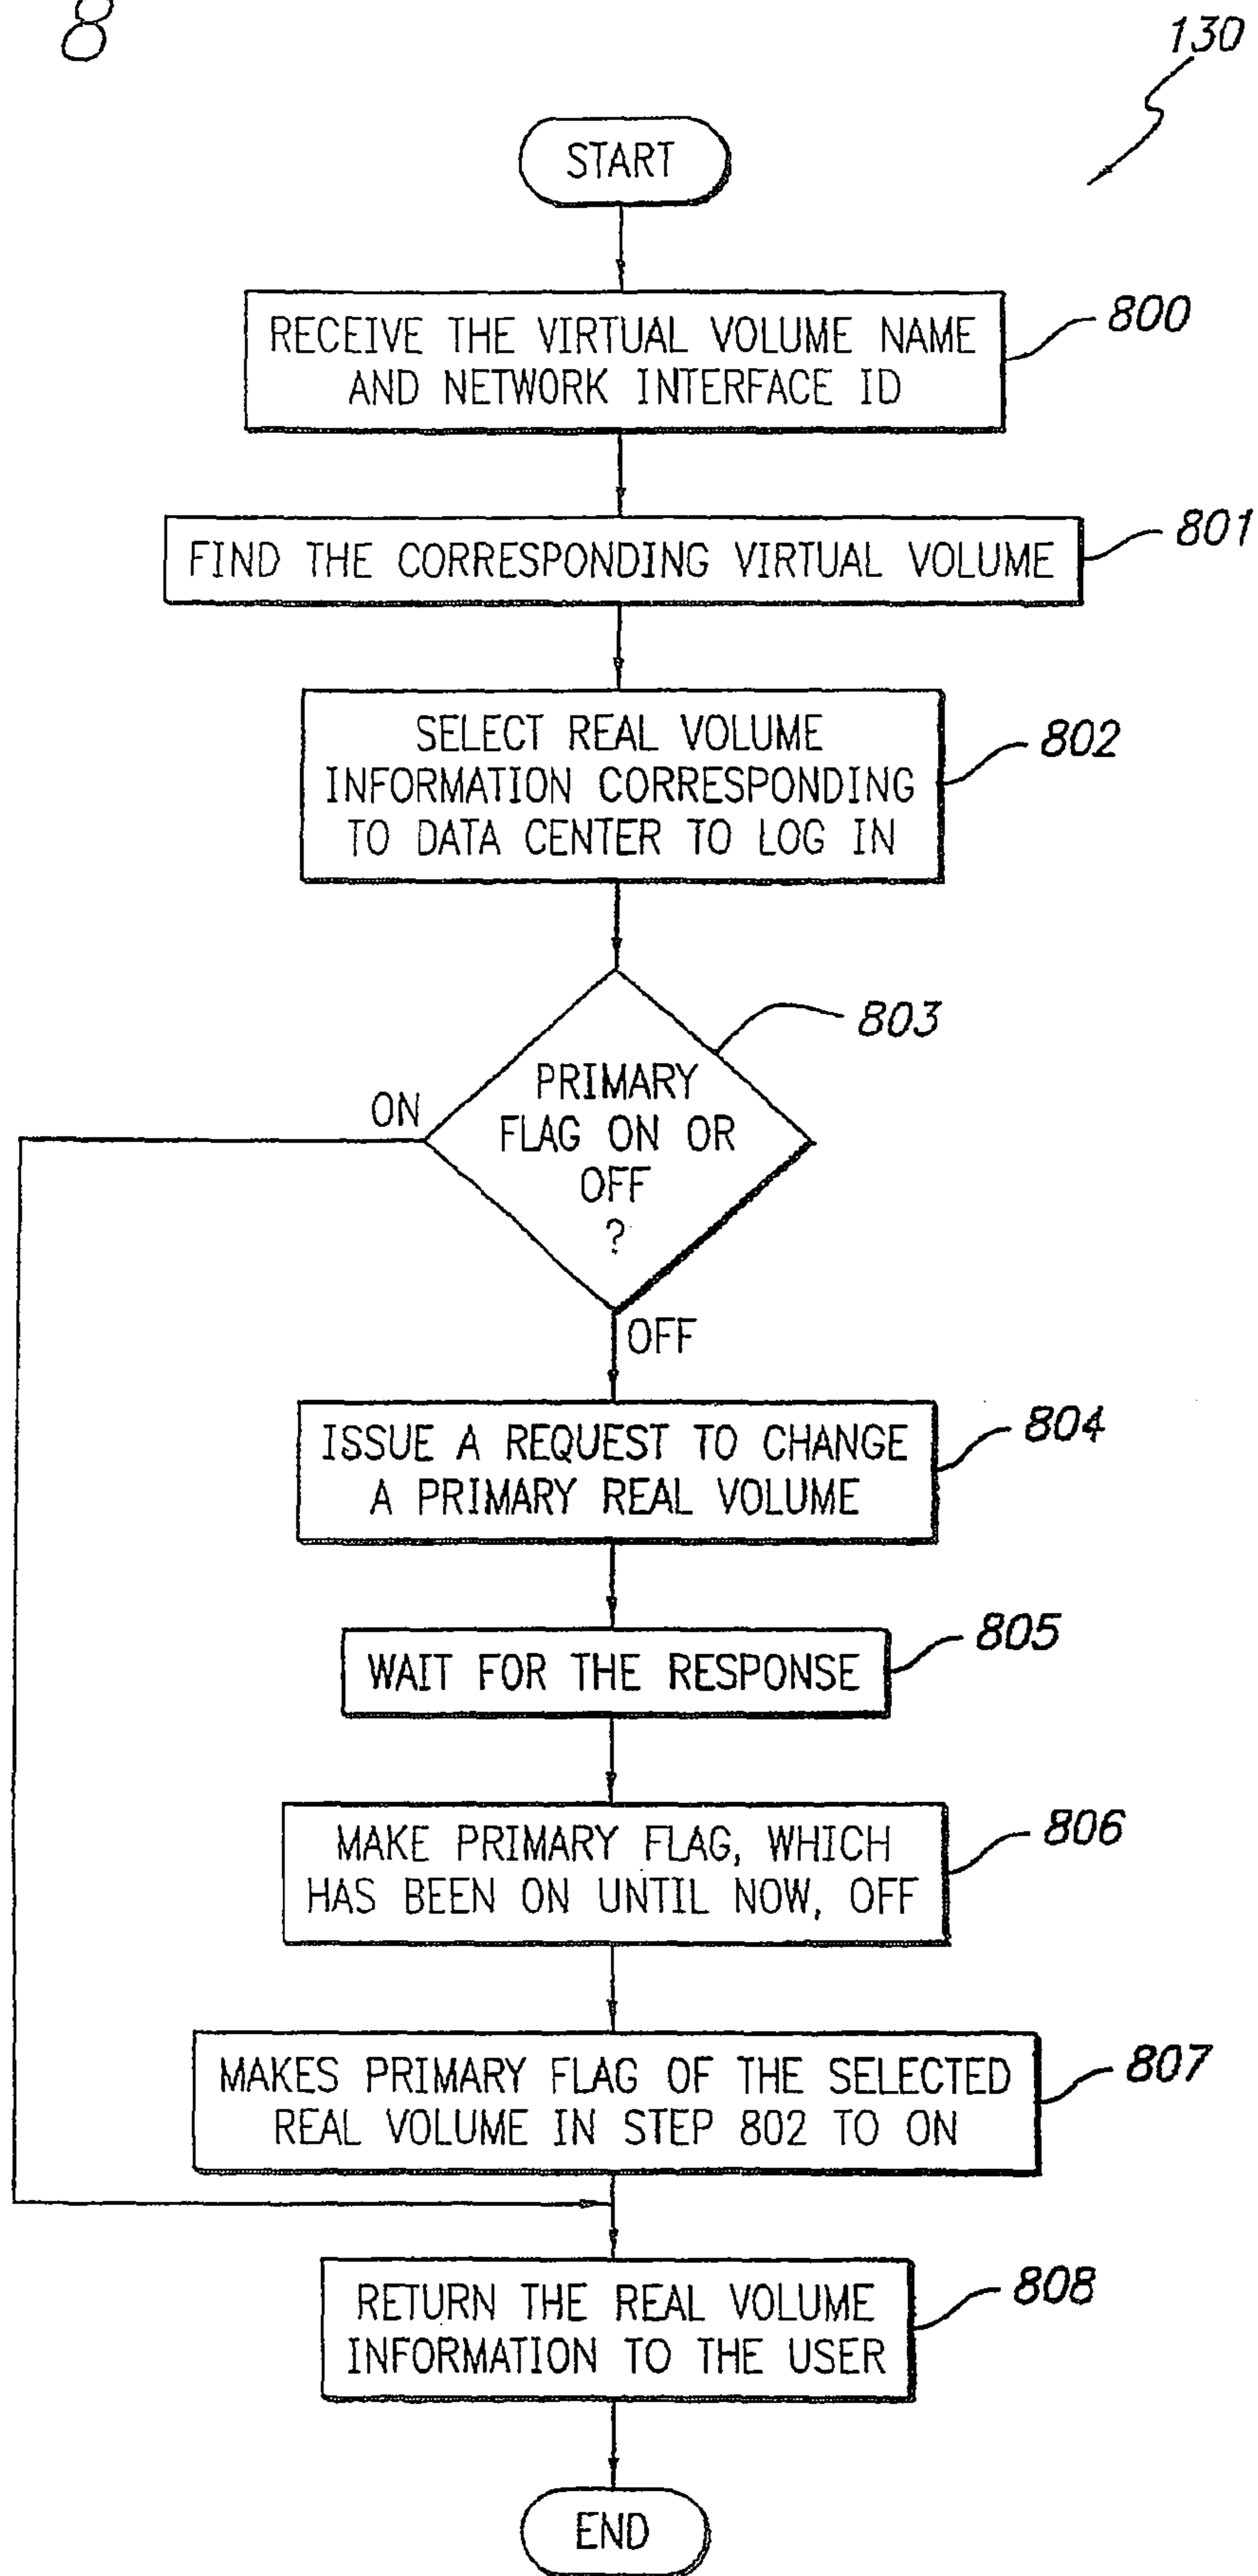 8
130
START
RECEIVE THE VIRTUAL VOLUME NAME
AND NETWORK INTERFACE ID
800
FIND THE CORRESPONDING VIRTUAL VOLUME
801
SELECT REAL VOLUME
INFORMATION CORRESPONDING
TO DATA CENTER TO LOG IN
802
803
PRIMARY
FLAG ON OR
OFF
?
ON
OFF
ISSUE A REQUEST TO CHANGE
A PRIMARY REAL VOLUME
804
WAIT FOR THE RESPONSE
805
MAKE PRIMARY FLAG, WHICH
HAS BEEN ON UNTIL NOW, OFF
806
MAKES PRIMARY FLAG OF THE SELECTED
REAL VOLUME IN STEP 802 TO ON
807
RETURN THE REAL VOLUME
INFORMATION TO THE USER
808
END